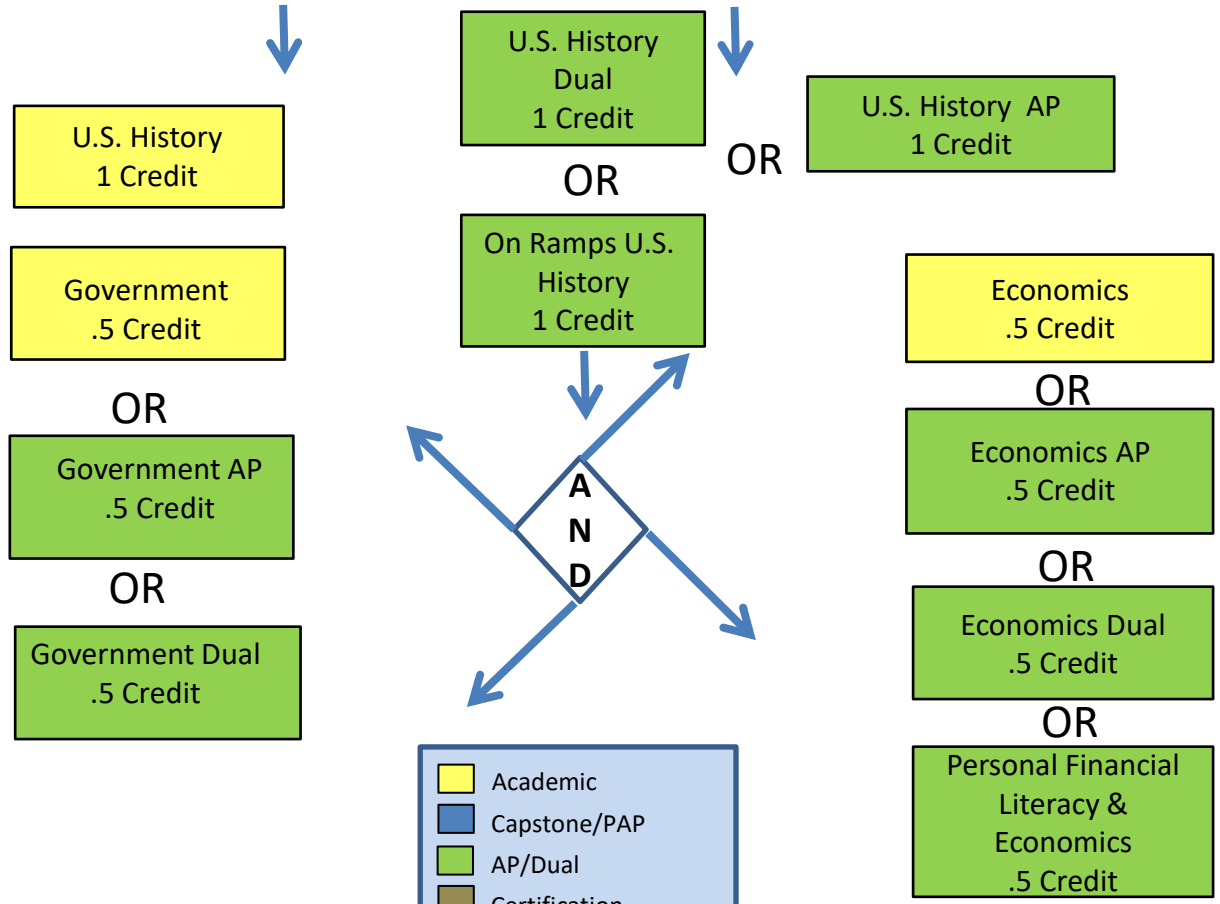 U.S. History
Dual
1 Credit
U.S. History AP
1 Credit
U.S. History
1 Credit
OR
OR
On Ramps U.S.
History
1 Credit
Government
.5 Credit
OR
Government AP
.5 Credit
OR
Government Dual
.5 Credit
A
N
D
Economics
.5 Credit
OR
Economics AP
.5 Credit
OR
Economics Dual
.5 Credit
OR
Personal Financial
Literacy &
Economics
.5 Credit
Academic
Capstone/PAP
AP/Dual
Certification